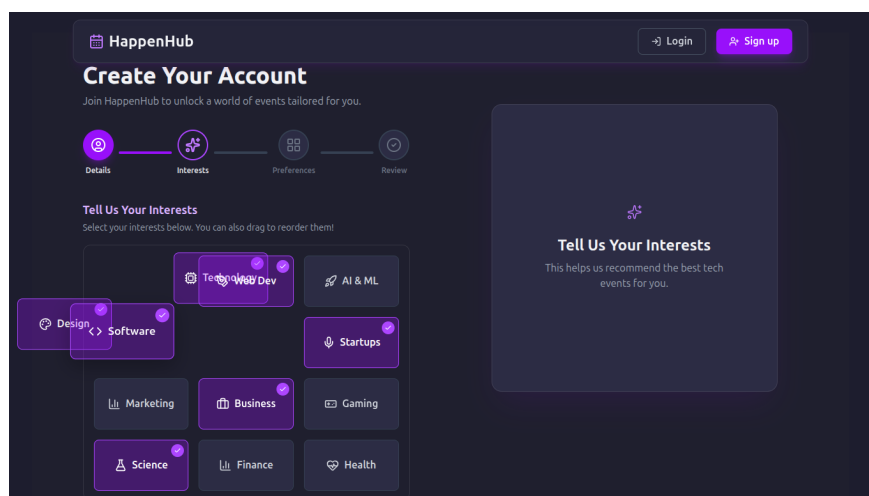 HappenHub
Login
Sign up
Create Your Account
Join HappenHub to unlock a world of events tailored for you.
Details
Interests
Preferences
Review
Tell Us Your Interests
Select your interests below. You can also drag to reorder them!
Technology
Web Dev
AI & ML
Design
Software
Startups
Marketing
Business
Gaming
Science
Finance
Health
Tell Us Your Interests
This helps us recommend the best tech
events for you.